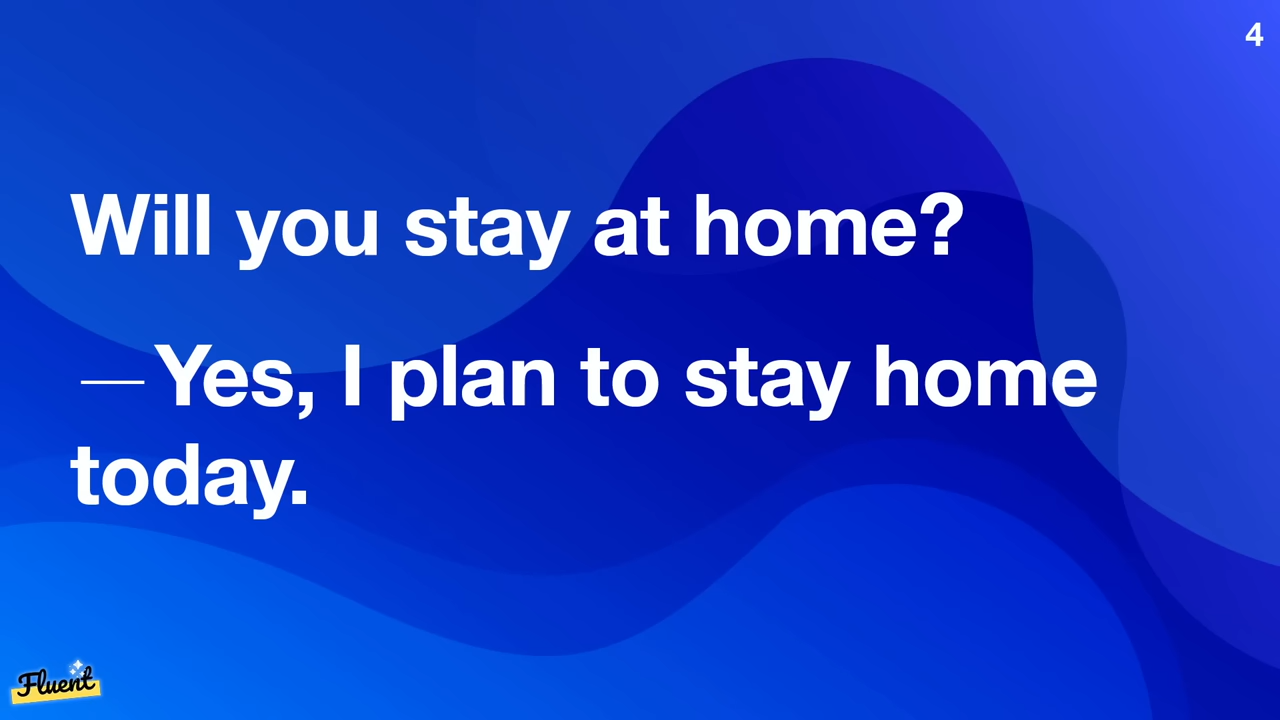 4
Will you stay at home?
— Yes, I plan to stay home
today.
Fluent